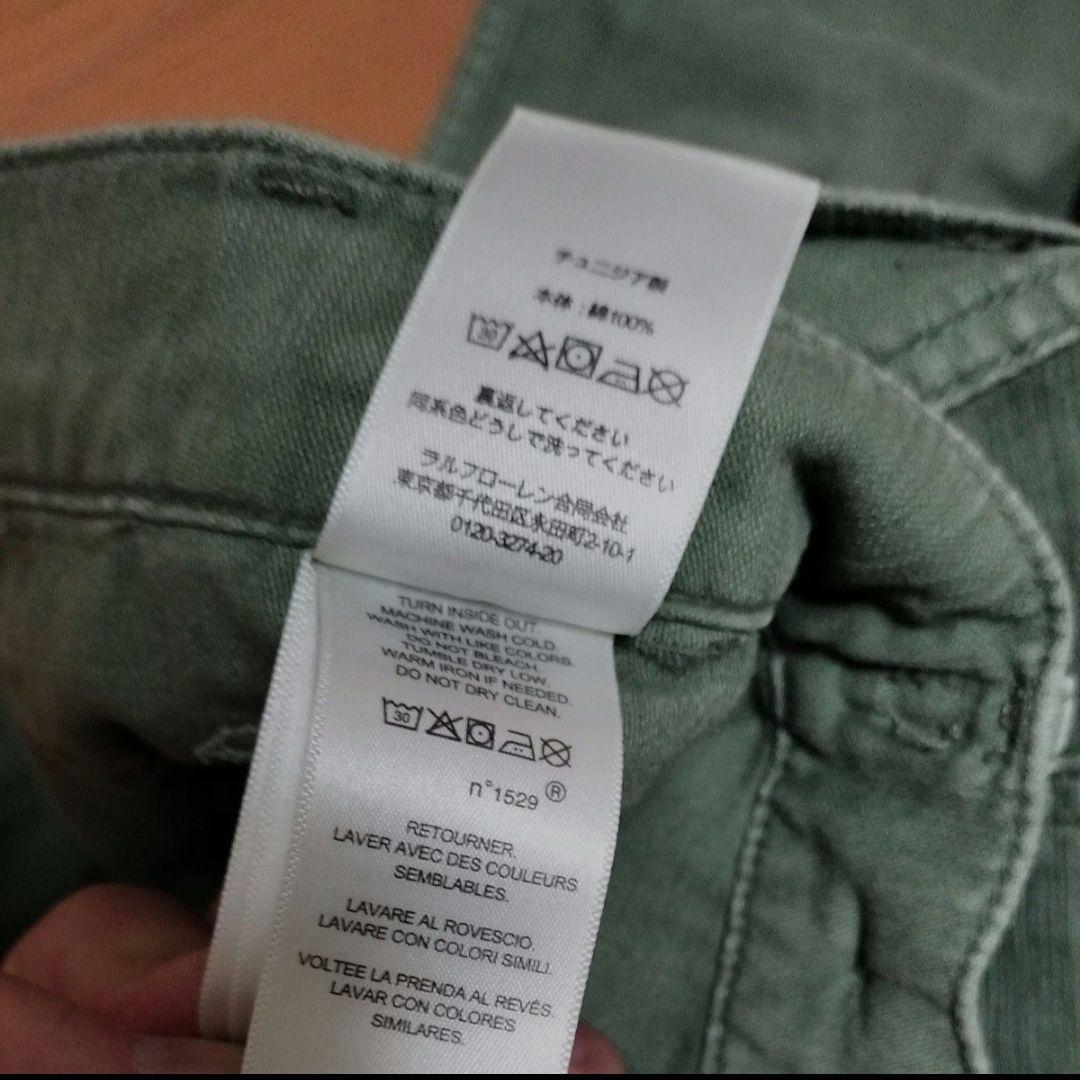 チュニジア製
本体 : 綿100%
30
裏返してください
同系色どうしで洗ってください
ラルフローレン合同会社
東京都千代田区永田町2-10-1
0120-3274-20
TURN INSIDE OUT.
MACHINE WASH COLD.
WASH WITH LIKE COLORS.
DO NOT BLEACH.
TUMBLE DRY LOW.
WARM IRON IF NEEDED.
DO NOT DRY CLEAN.
30
n°1529 ®
RETOURNER.
LAVER AVEC DES COULEURS
SEMBLABLES.
LAVARE AL ROVESCIO.
LAVARE CON COLORI SIMILI.
VOLTEE LA PRENDA AL REVÉS.
LAVAR CON COLORES
SIMILARES.